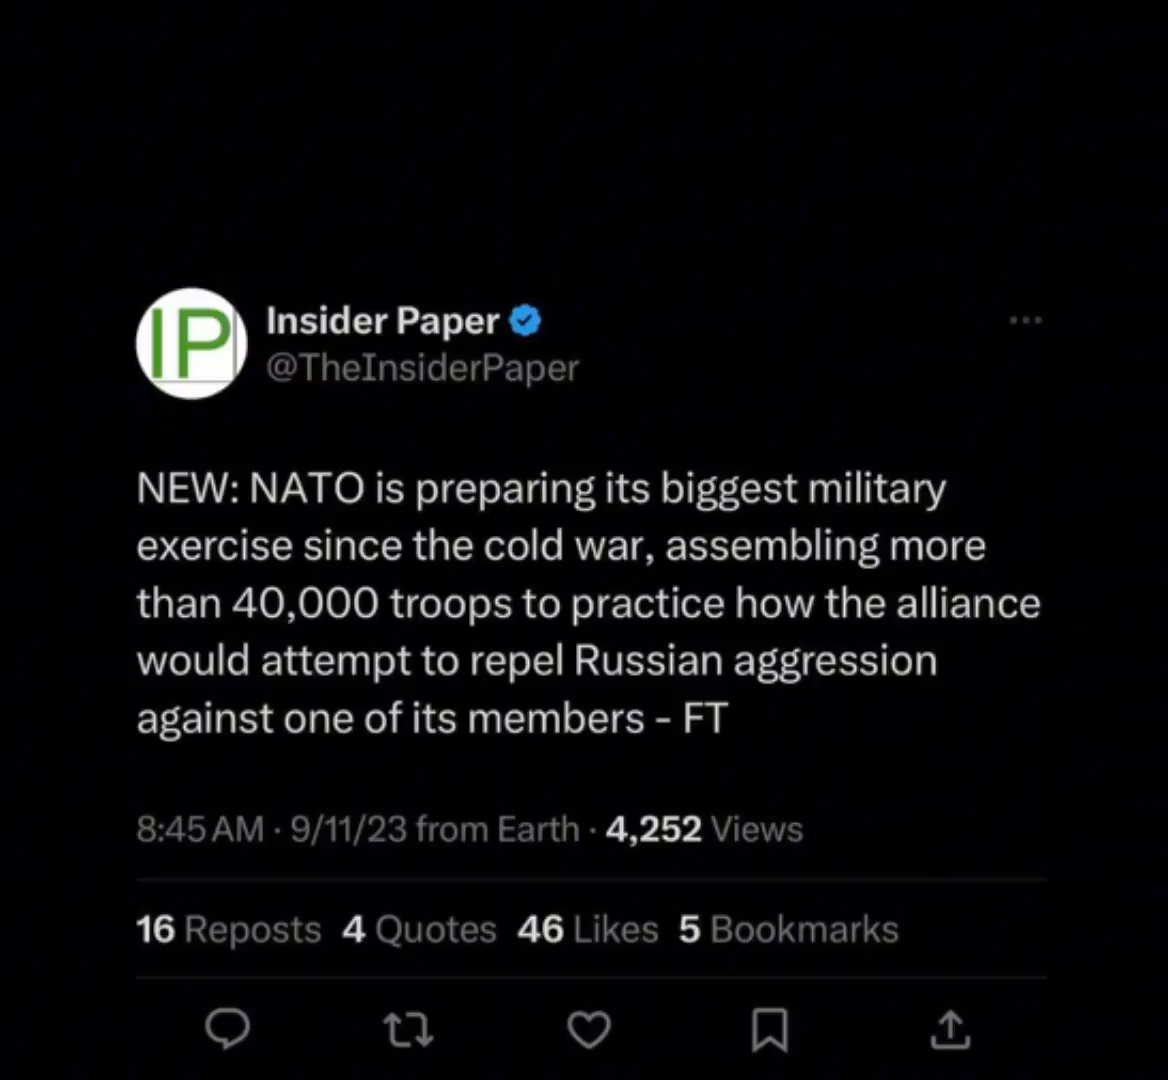 IP
Insider Paper
@TheInsiderPaper
NEW: NATO is preparing its biggest military
exercise since the cold war, assembling more
than 40,000 troops to practice how the alliance
would attempt to repel Russian aggression
against one of its members - FT
8:45 AM · 9/11/23 from Earth · 4,252 Views
16 Reposts 4 Quotes 46 Likes 5 Bookmarks